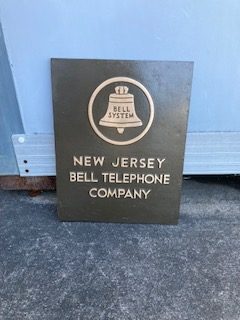 BELL
SYSTEM
NEW JERSEY
BELL TELEPHONE
COMPANY